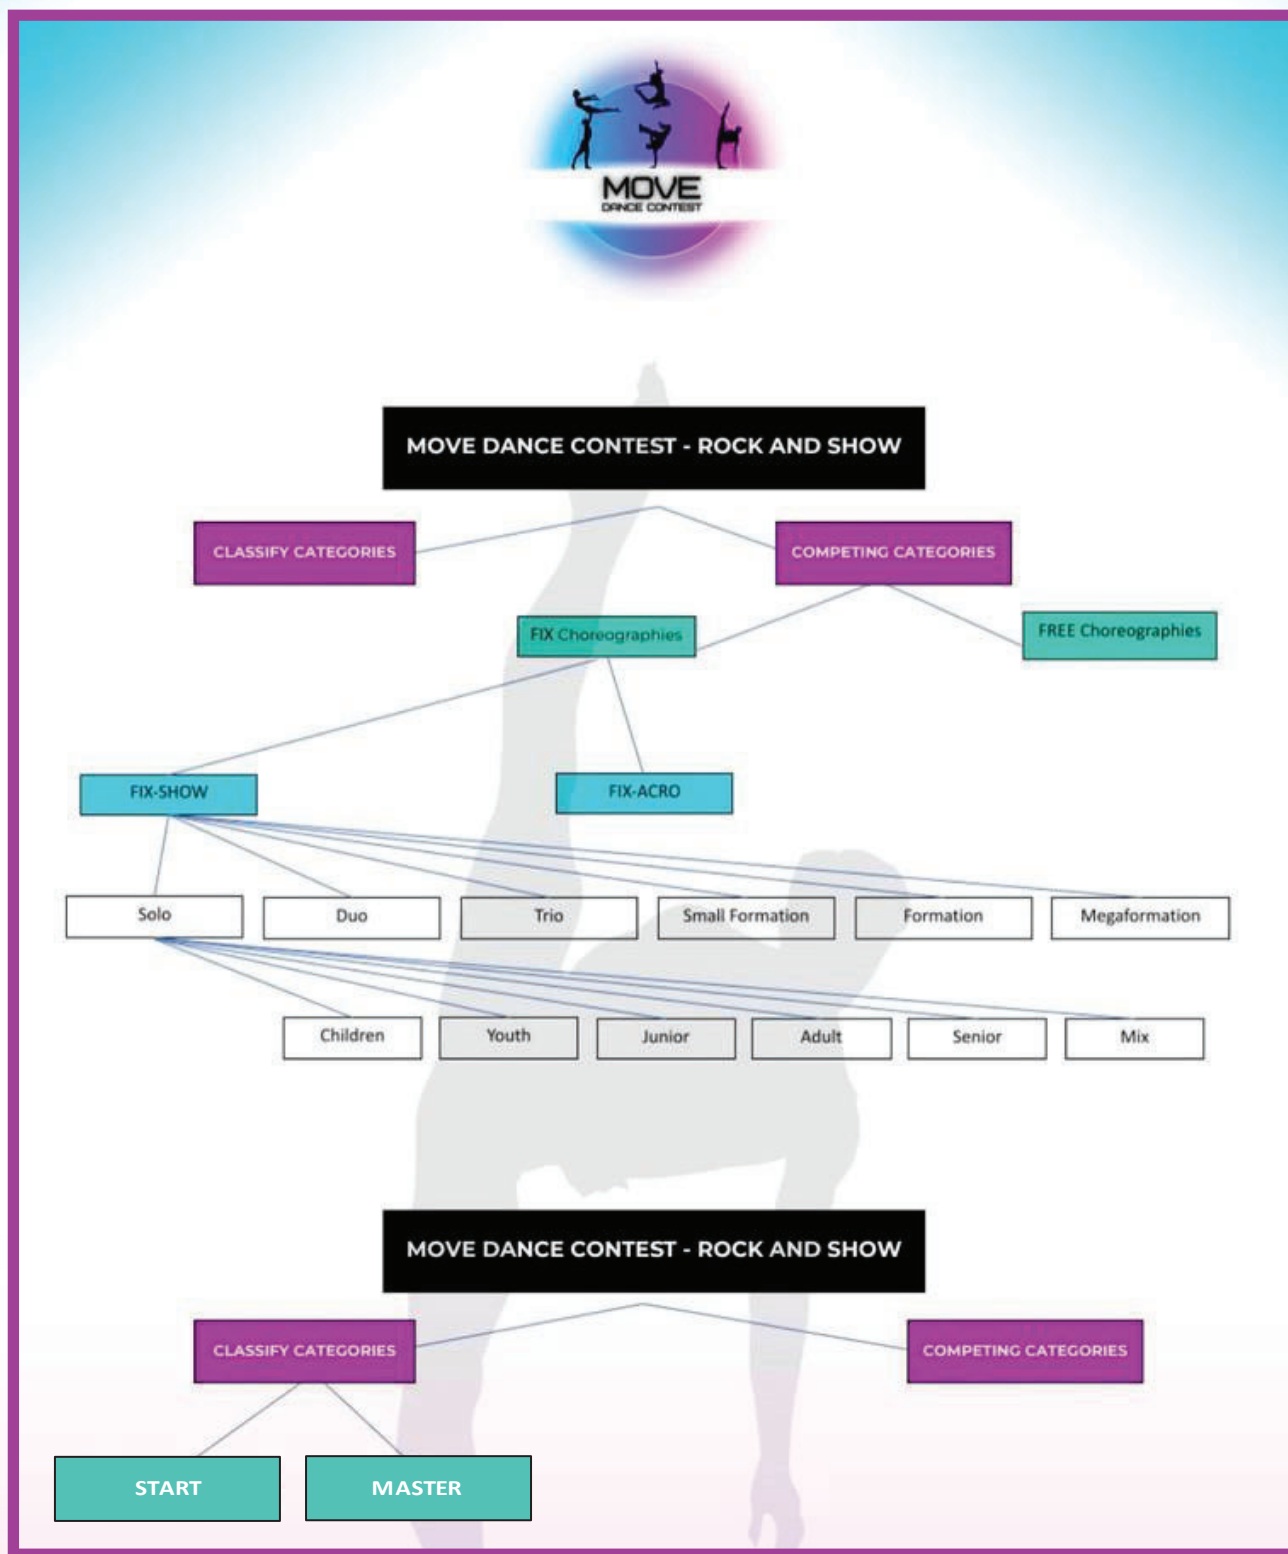 MOVE
DANCE CONTEST
MOVE DANCE CONTEST - ROCK AND SHOW
CLASSIFY CATEGORIES
COMPETING CATEGORIES
FIX Choreographies
FREE Choreographies
FIX-SHOW
FIX-ACRO
Solo
Duo
Trio
Small Formation
Formation
Megaformation
Children
Youth
Junior
Adult
Senior
Mix
MOVE DANCE CONTEST - ROCK AND SHOW
CLASSIFY CATEGORIES
COMPETING CATEGORIES
START
MASTER